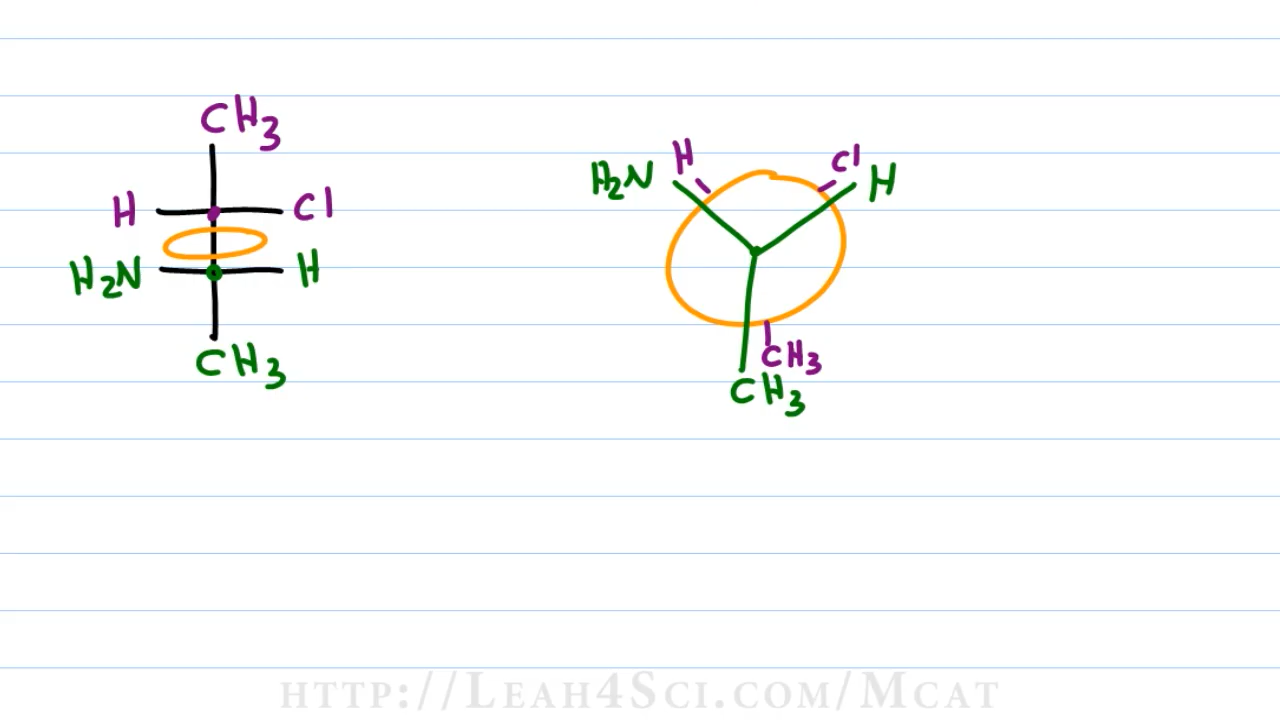 CH3
H Cl
H2N H
CH3
H Cl
H2N H
CH3
CH3
http://Leah4Sci.com/Mcat